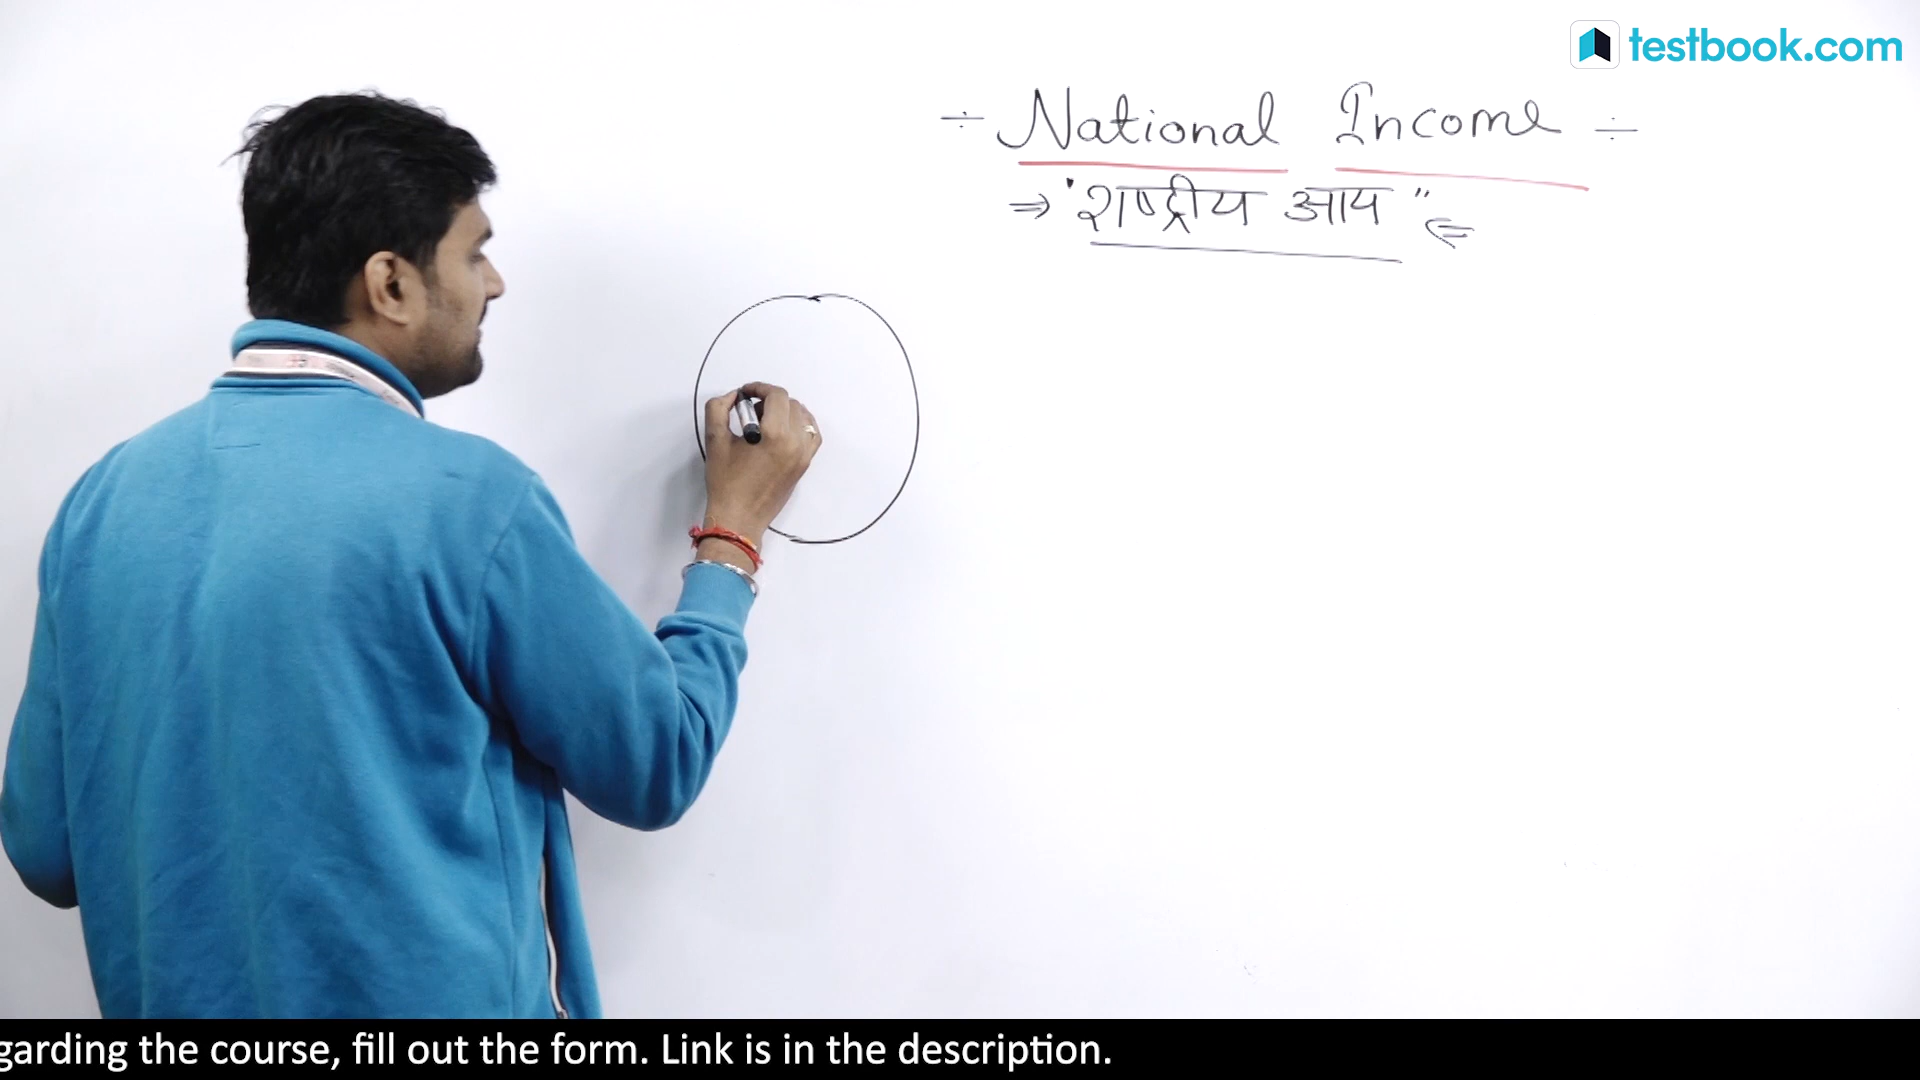 testbook.com
÷ National Income ÷
⇒ "राष्ट्रीय आय" ⇐
garding the course, fill out the form. Link is in the description.